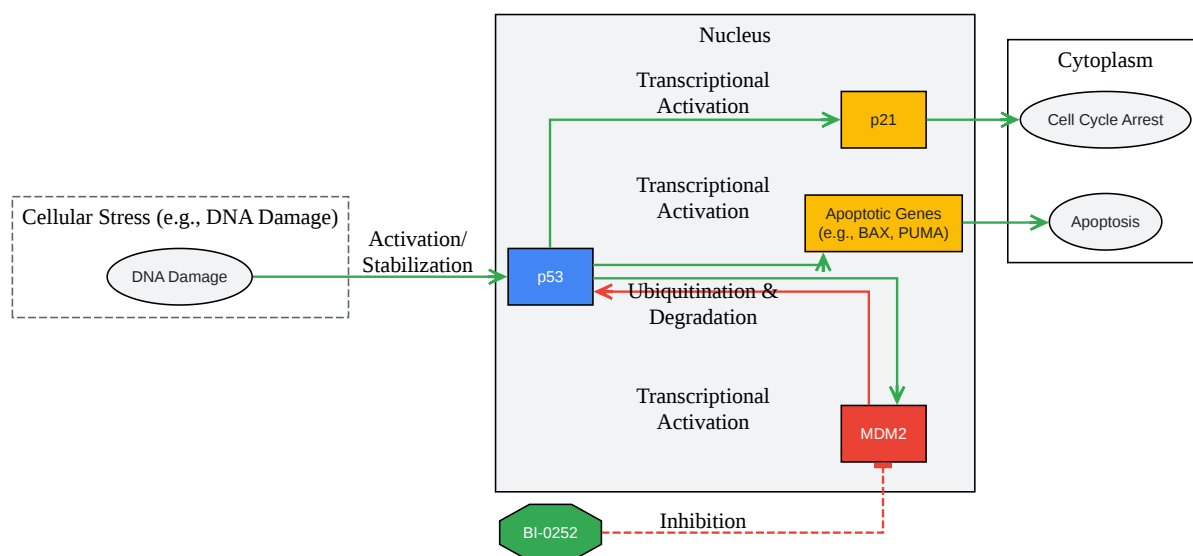 Nucleus
Cytoplasm
Transcriptional
Activation
p21
Cell Cycle Arrest
Transcriptional
Activation
Apoptotic Genes
(e.g., BAX, PUMA)
Apoptosis
Cellular Stress (e.g., DNA Damage)
DNA Damage
Activation/
Stabilization
p53
Ubiquitination &
Degradation
Transcriptional
Activation
MDM2
BI-0252
Inhibition